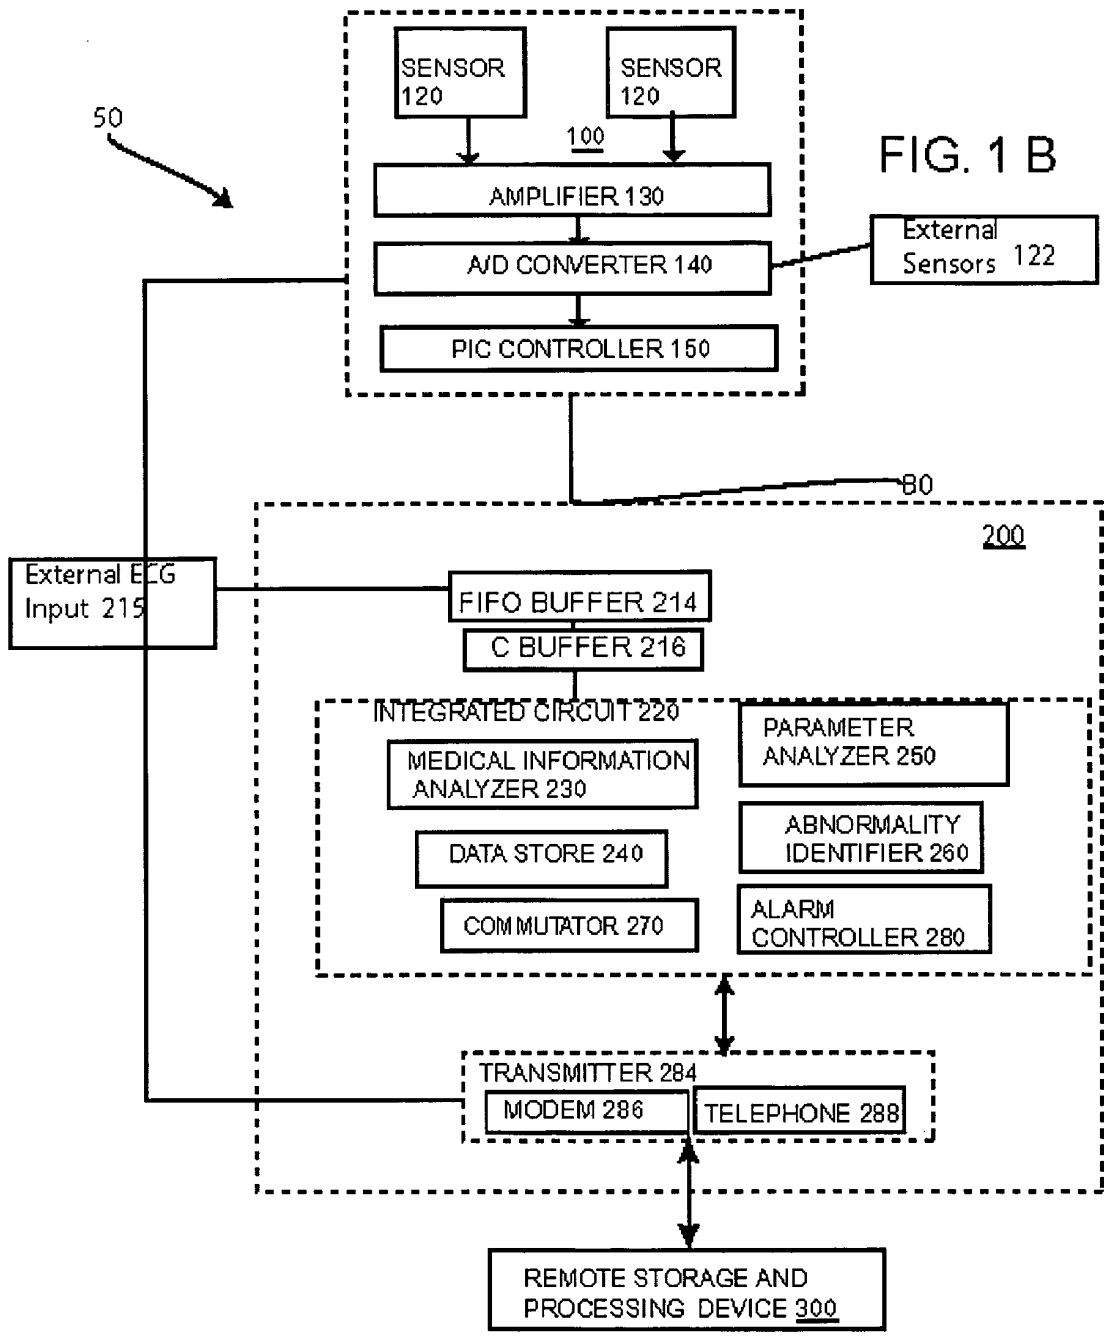 SENSOR
120
SENSOR
120
50
100
FIG. 1 B
AMPLIFIER 130
External
Sensors 122
A/D CONVERTER 140
PIC CONTROLLER 150
80
200
External ECG
Input 215
FIFO BUFFER 214
C BUFFER 216
INTEGRATED CIRCUIT 220
PARAMETER
ANALYZER 250
MEDICAL INFORMATION
ANALYZER 230
ABNORMALITY
IDENTIFIER 260
DATA STORE 240
ALARM
CONTROLLER 280
COMMUTATOR 270
TRANSMITTER 284
MODEM 286
TELEPHONE 288
REMOTE STORAGE AND
PROCESSING DEVICE 300